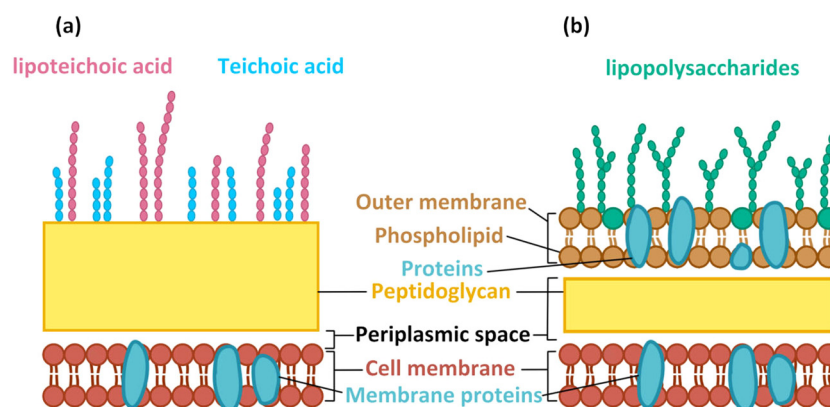 (a)
(b)
lipoteichoic acid
Teichoic acid
lipopolysaccharides
Outer membrane
Phospholipid
Proteins
Peptidoglycan
Periplasmic space
Cell membrane
Membrane proteins